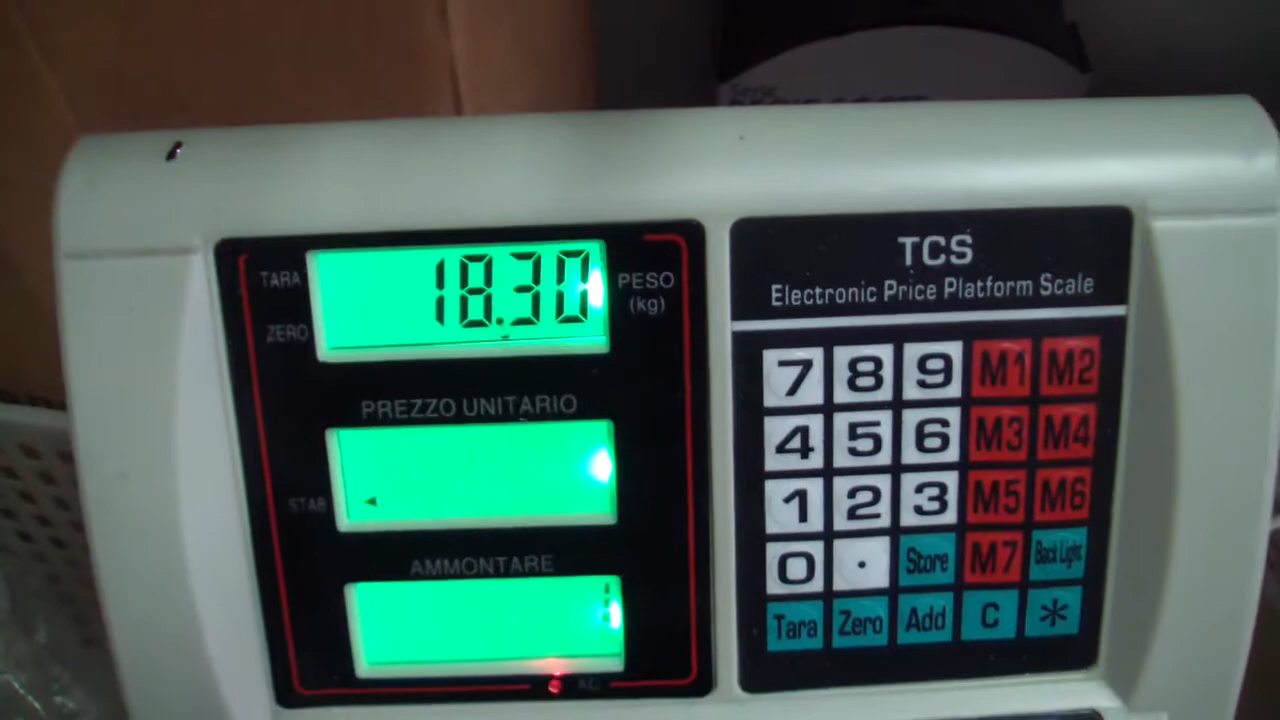 TCS
Electronic Price Platform Scale
TARA
18.30
PESO
(kg)
ZERO
PREZZO UNITARIO
STAB
AMMONTARE
AC
7 8 9 M1 M2
4 5 6 M3 M4
1 2 3 M5 M6
0 . Store M7 Back Light
Tara Zero Add C *